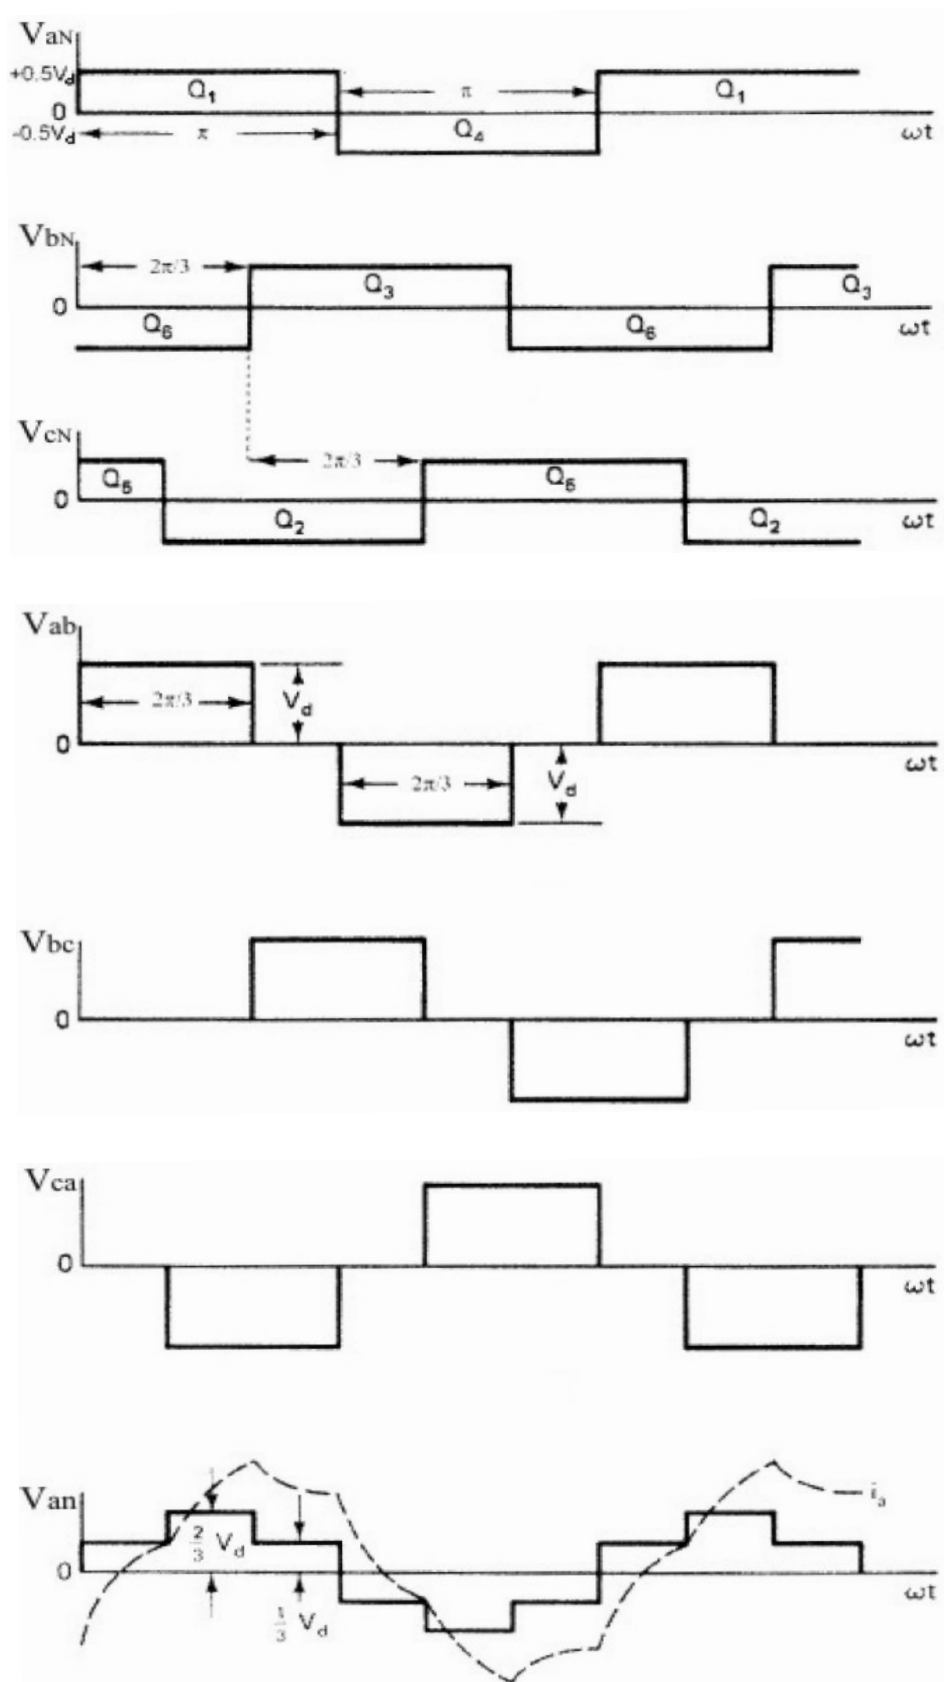 VaN
+0.5Vd
Q1
π
Q1
0
-0.5Vd
π
Q4
ωt
VbN
2π/3
Q3
Q3
0
Q6
Q6
ωt
VcN
2π/3
Q5
Q5
0
Q2
Q2
ωt
Vab
2π/3
Vd
0
ωt
2π/3
Vd
Vbc
0
ωt
Vca
0
ωt
Van
ia
2/3 Vd
0
ωt
1/3 Vd